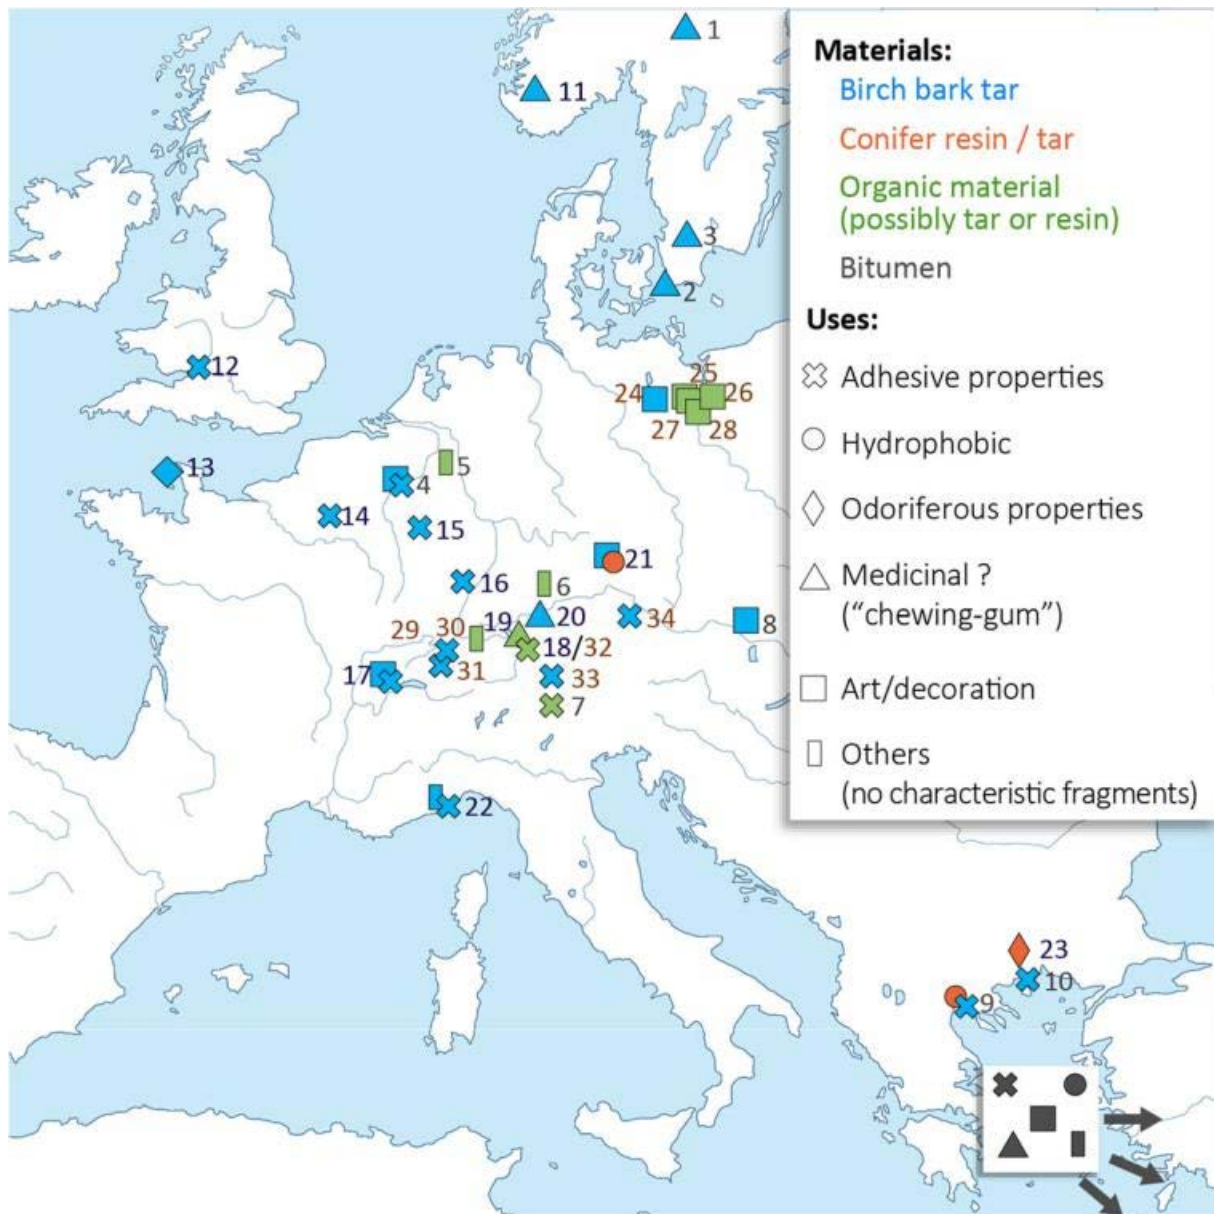 1
11
3
2
12
25
24
26
27
28
13
5
4
14
15
21
16
6
19
20
34
8
29
30
18/32
17
31
33
7
22
23
10
9
Materials:
Birch bark tar
Conifer resin / tar
Organic material
(possibly tar or resin)
Bitumen
Uses:
Adhesive properties
Hydrophobic
Odoriferous properties
Medicinal ?
(“chewing-gum”)
Art/decoration
Others
(no characteristic fragments)